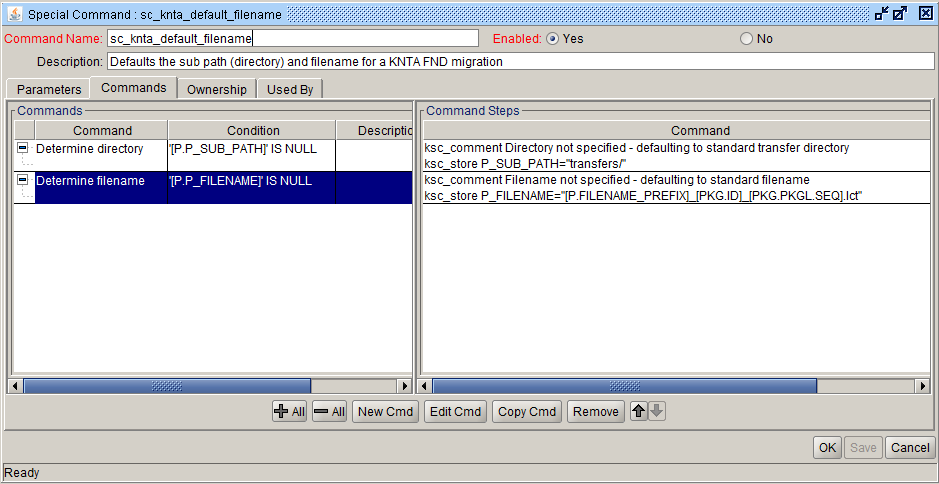 Special Command : sc_knta_default_filename
Command Name: sc_knta_default_filename Enabled: Yes No
Description: Defaults the sub path (directory) and filename for a KNTA FND migration
Parameters Commands Ownership Used By
Commands Command Steps
Command Condition Descriptio Command
Determine directory '[P.P_SUB_PATH]' IS NULL ksc_comment Directory not specified - defaulting to standard transfer directory
ksc_store P_SUB_PATH="transfers/"
Determine filename '[P.P_FILENAME]' IS NULL ksc_comment Filename not specified - defaulting to standard filename
ksc_store P_FILENAME="[P.FILENAME_PREFIX]_[PKG.ID]_[PKG.PKGL.SEQ].lct"
All All New Cmd Edit Cmd Copy Cmd Remove
OK Save Cancel
Ready